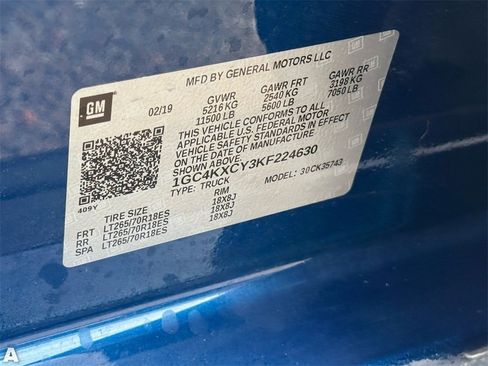 MFD BY GENERAL MOTORS LLC
GM
02/19
GVWR
5216 KG
11500 LB
GAWR FRT
2540 KG
5600 LB
GAWR RR
3198 KG
7050 LB
THIS VEHICLE CONFORMS TO ALL
APPLICABLE U.S. FEDERAL MOTOR
VEHICLE SAFETY STANDARDS IN EFFECT
ON THE DATE OF MANUFACTURE
SHOWN ABOVE.
1GC4KXCY3KF224630
TYPE: TRUCK
MODEL: 30CK35743
409Y
TIRE SIZE RIM
FRT LT265/70R18ES 18X8J
RR LT265/70R18ES 18X8J
SPA LT265/70R18ES 18X8J
A